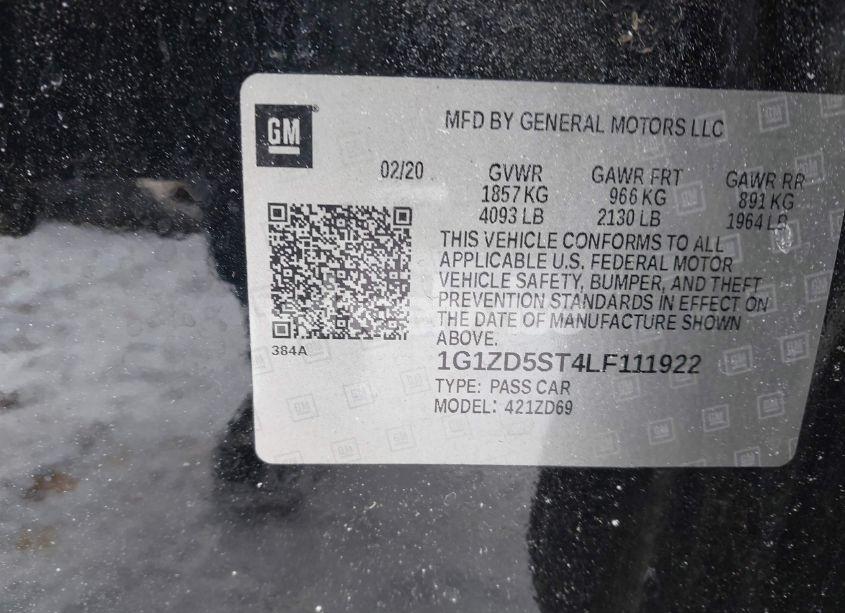 GM
MFD BY GENERAL MOTORS LLC
02/20 GVWR GAWR FRT GAWR RR
1857 KG 966 KG 891 KG
4093 LB 2130 LB 1964 LB
THIS VEHICLE CONFORMS TO ALL
APPLICABLE U.S. FEDERAL MOTOR
VEHICLE SAFETY, BUMPER, AND THEFT
PREVENTION STANDARDS IN EFFECT ON
THE DATE OF MANUFACTURE SHOWN
ABOVE.
384A
1G1ZD5ST4LF111922
TYPE: PASS CAR
MODEL: 421ZD69